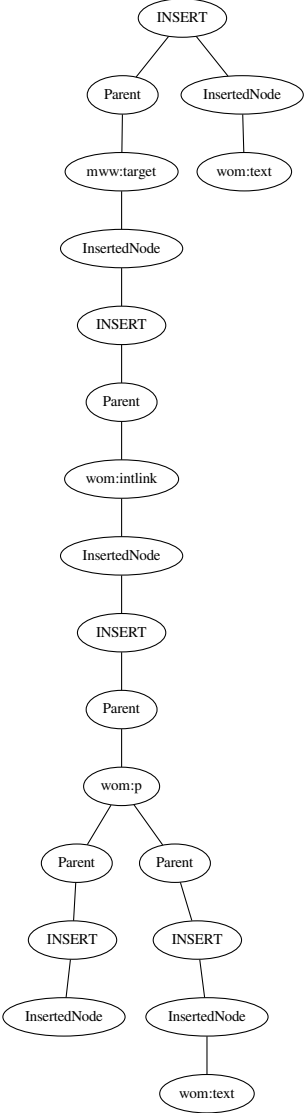 INSERT
Parent InsertedNode
mww:target wom:text
InsertedNode
INSERT
Parent
wom:intlink
InsertedNode
INSERT
Parent
wom:p
Parent Parent
INSERT INSERT
InsertedNode InsertedNode
wom:text